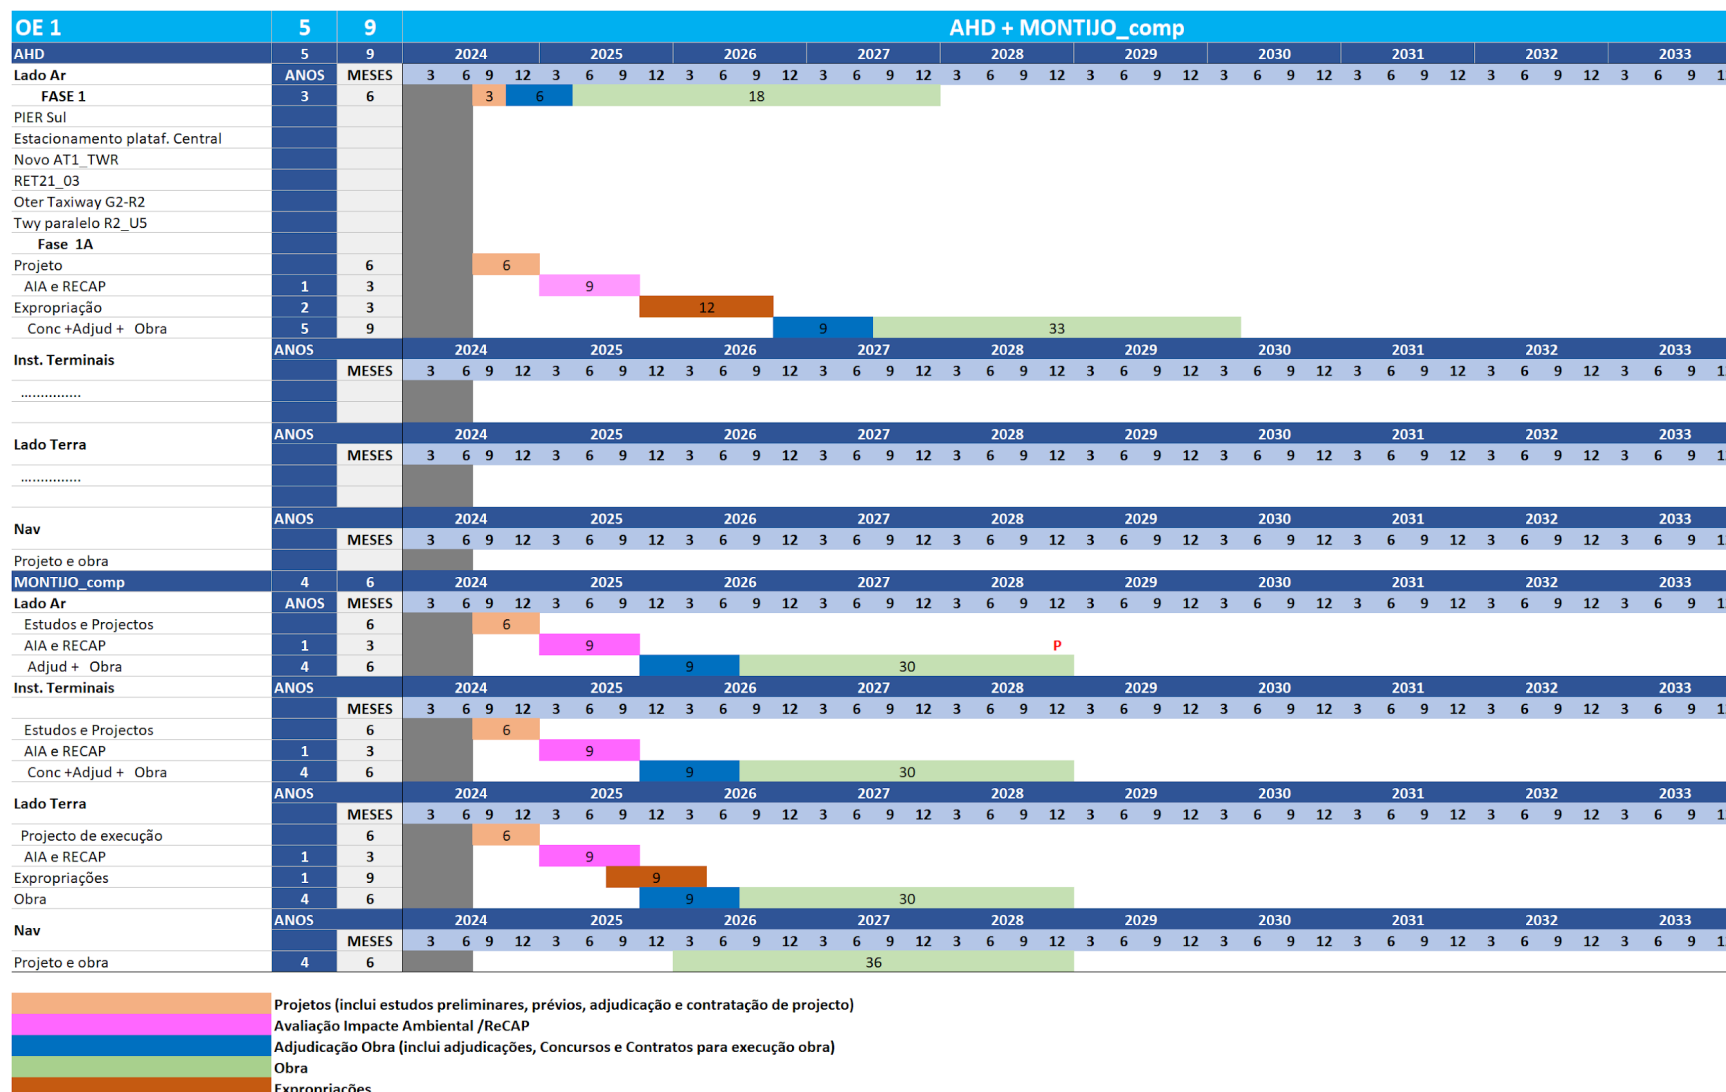 OE 1 5 9 AHD + MONTIJO_comp
AHD 5 9 2024 2025 2026 2027 2028 2029 2030 2031 2032 2033
Lado Ar ANOS MESES 3 6 9 12 3 6 9 12 3 6 9 12 3 6 9 12 3 6 9 12 3 6 9 12 3 6 9 12 3 6 9 12 3 6 9 12 3 6 9
FASE 1 3 6 3 6 18
PIER Sul
Estacionamento plataf. Central
Novo AT1_TWR
RET21_03
Oter Taxiway G2-R2
Twy paralelo R2_U5
Fase 1A
Projeto 6 6
AIA e RECAP 1 3 9
Expropriação 2 3 12
Conc +Adjud + Obra 5 9 9 33
Inst. Terminais ANOS 2024 2025 2026 2027 2028 2029 2030 2031 2032 2033
MESES 3 6 9 12 3 6 9 12 3 6 9 12 3 6 9 12 3 6 9 12 3 6 9 12 3 6 9 12 3 6 9 12 3 6 9 12 3 6 9
..............
Lado Terra ANOS 2024 2025 2026 2027 2028 2029 2030 2031 2032 2033
MESES 3 6 9 12 3 6 9 12 3 6 9 12 3 6 9 12 3 6 9 12 3 6 9 12 3 6 9 12 3 6 9 12 3 6 9 12 3 6 9
..............
Nav ANOS 2024 2025 2026 2027 2028 2029 2030 2031 2032 2033
MESES 3 6 9 12 3 6 9 12 3 6 9 12 3 6 9 12 3 6 9 12 3 6 9 12 3 6 9 12 3 6 9 12 3 6 9 12 3 6 9
Projeto e obra
MONTIJO_comp 4 6 2024 2025 2026 2027 2028 2029 2030 2031 2032 2033
Lado Ar ANOS MESES 3 6 9 12 3 6 9 12 3 6 9 12 3 6 9 12 3 6 9 12 3 6 9 12 3 6 9 12 3 6 9 12 3 6 9 12 3 6 9
Estudos e Projectos 6 6
AIA e RECAP 1 3 9 P
Adjud + Obra 4 6 9 30
Inst. Terminais ANOS 2024 2025 2026 2027 2028 2029 2030 2031 2032 2033
MESES 3 6 9 12 3 6 9 12 3 6 9 12 3 6 9 12 3 6 9 12 3 6 9 12 3 6 9 12 3 6 9 12 3 6 9 12 3 6 9
Estudos e Projectos 6 6
AIA e RECAP 1 3 9
Conc +Adjud + Obra 4 6 9 30
Lado Terra ANOS 2024 2025 2026 2027 2028 2029 2030 2031 2032 2033
MESES 3 6 9 12 3 6 9 12 3 6 9 12 3 6 9 12 3 6 9 12 3 6 9 12 3 6 9 12 3 6 9 12 3 6 9 12 3 6 9
Projecto de execução 6 6
AIA e RECAP 1 3 9
Expropriações 1 9 9
Obra 4 6 9 30
Nav ANOS 2024 2025 2026 2027 2028 2029 2030 2031 2032 2033
MESES 3 6 9 12 3 6 9 12 3 6 9 12 3 6 9 12 3 6 9 12 3 6 9 12 3 6 9 12 3 6 9 12 3 6 9 12 3 6 9
Projeto e obra 4 6 36
Projetos (inclui estudos preliminares, prévios, adjudicação e contratação de projecto)
Avaliação Impacte Ambiental /ReCAP
Adjudicação Obra (inclui adjudicações, Concursos e Contratos para execução obra)
Obra
Expropriações